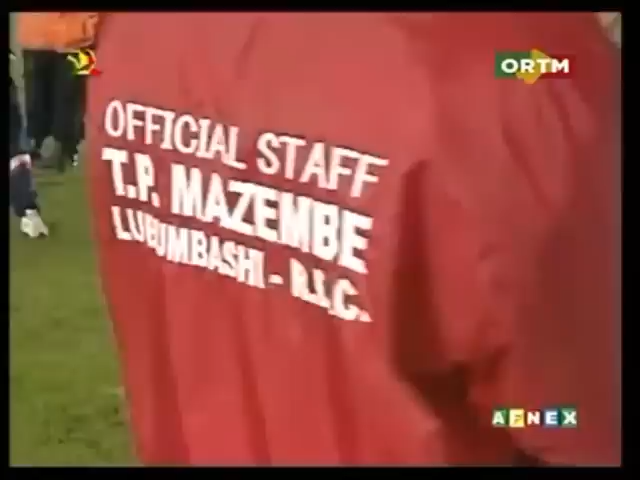 ORTM
OFFICIAL STAFF
T.P. MAZEMBE
LUBUMBASHI -
AFNEX